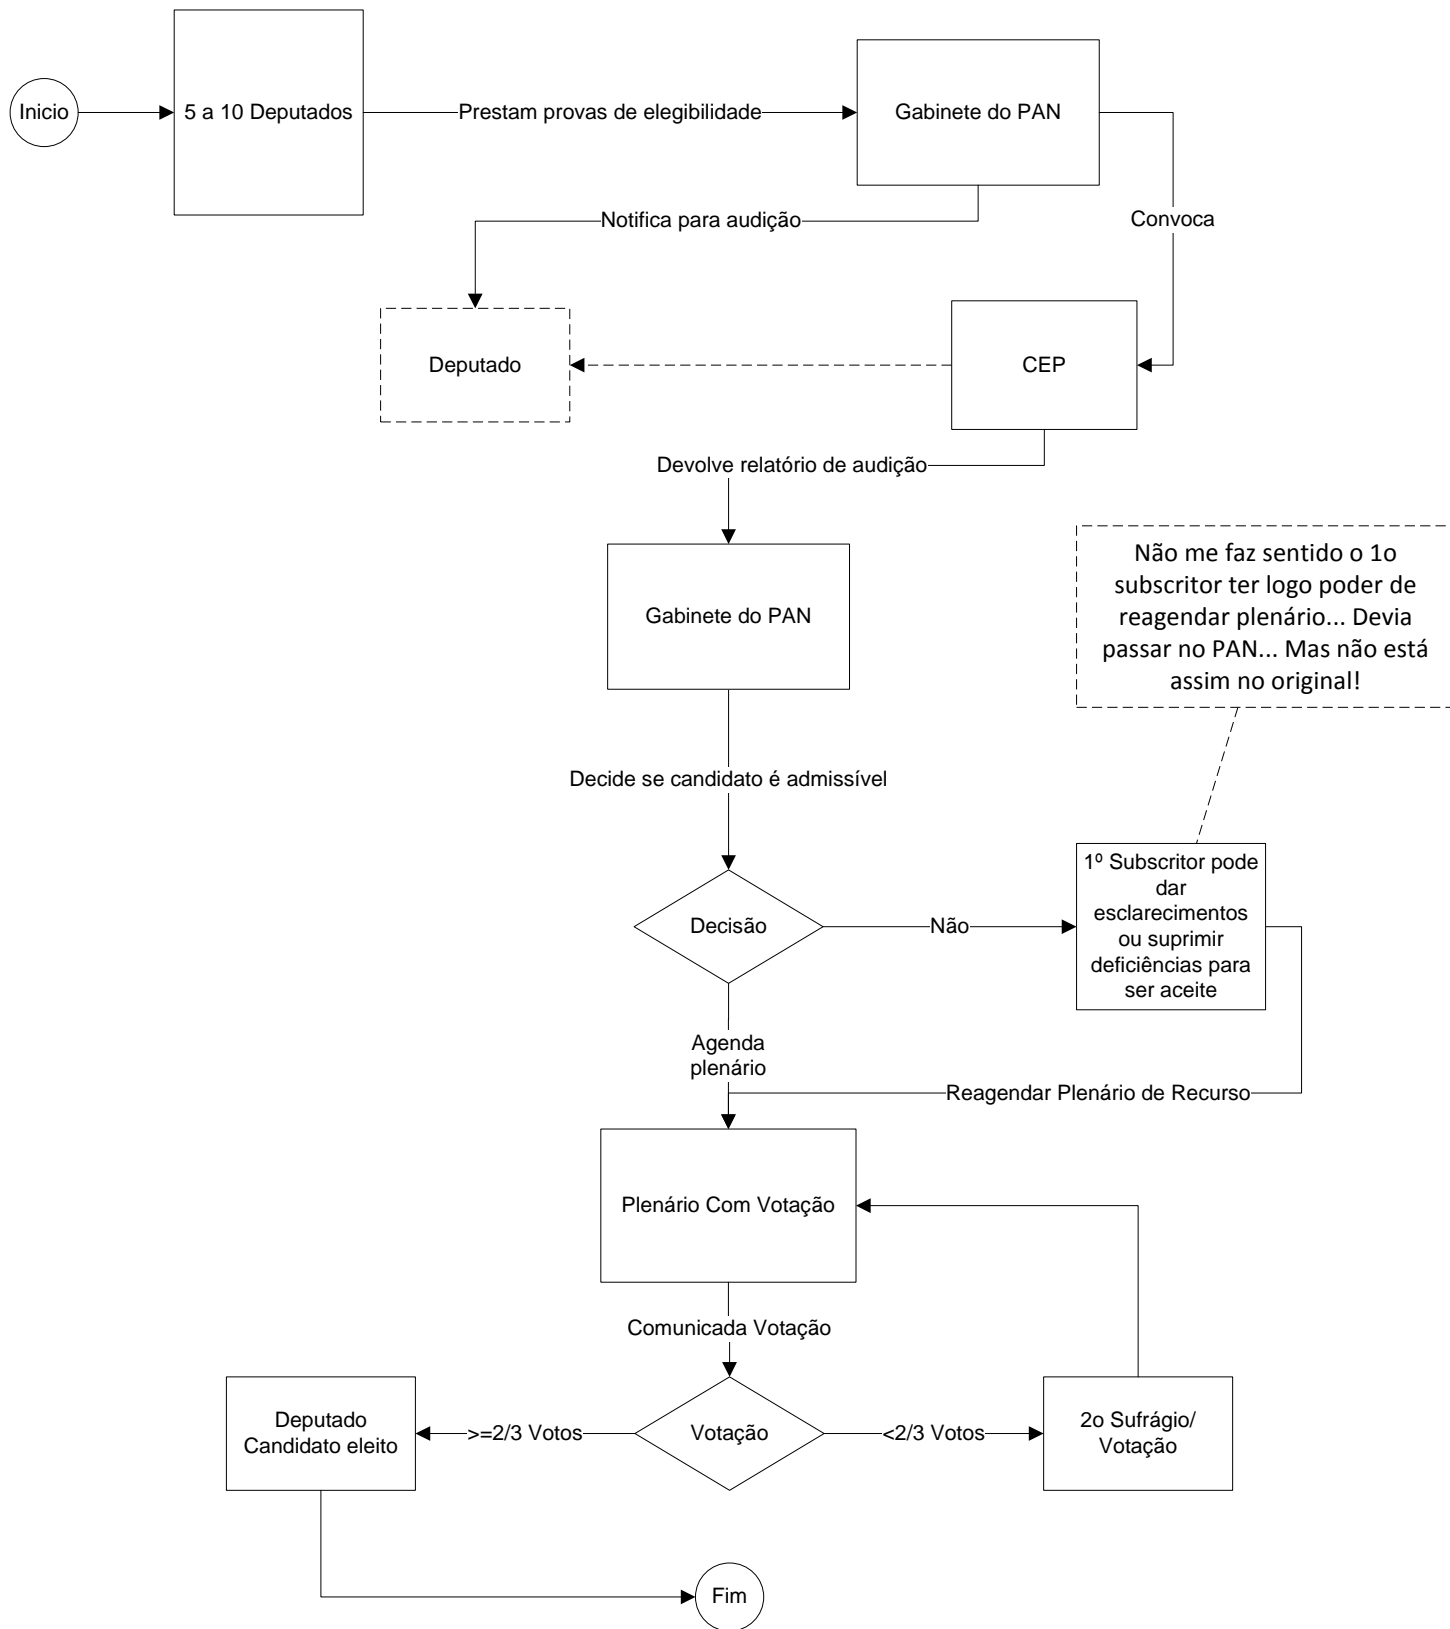 Inicio
5 a 10 Deputados
Prestam provas de elegibilidade
Gabinete do PAN
Notifica para audição
Convoca
Deputado
CEP
Devolve relatório de audição
Gabinete do PAN
Não me faz sentido o 1o
subscritor ter logo poder de
reagendar plenário... Devia
passar no PAN... Mas não está
assim no original!
Decide se candidato é admissível
Decisão
Não
1º Subscritor pode
dar
esclarecimentos
ou suprimir
deficiências para
ser aceite
Agenda
plenário
Reagendar Plenário de Recurso
Plenário Com Votação
Comunicada Votação
Deputado
Candidato eleito
>=2/3 Votos
Votação
<2/3 Votos
2o Sufrágio/
Votação
Fim